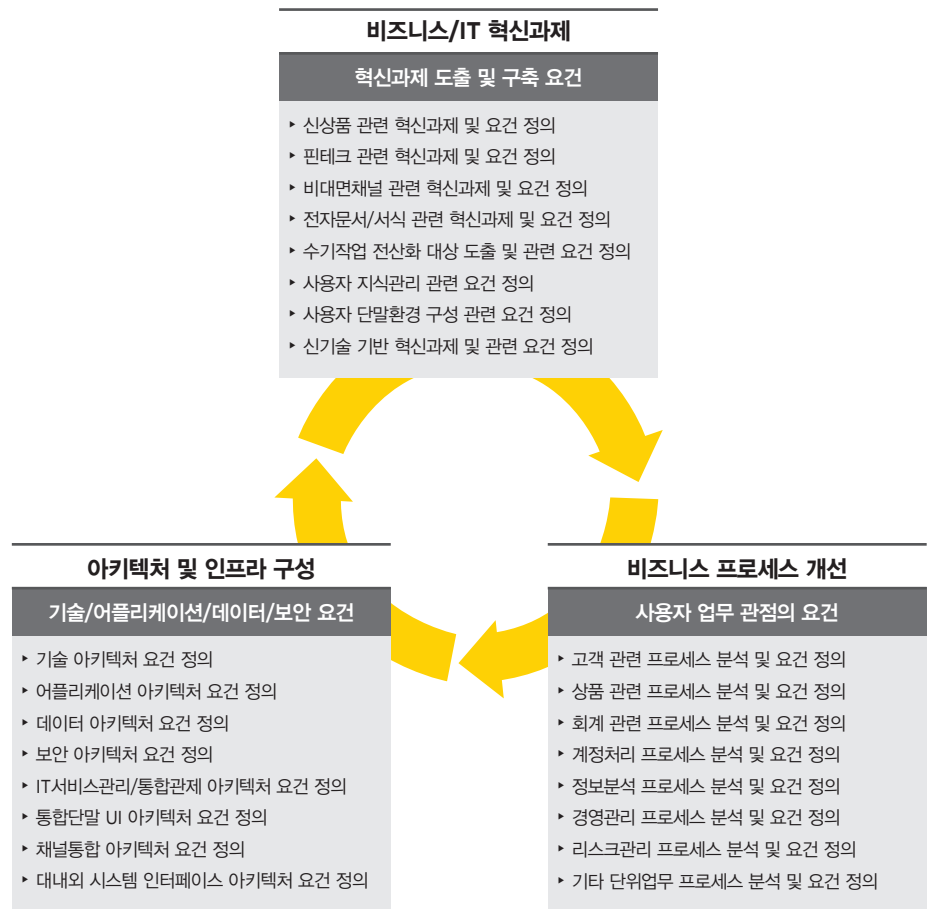 비즈니스/IT 혁신과제
혁신과제 도출 및 구축 요건
‣ 신상품 관련 혁신과제 및 요건 정의
‣ 핀테크 관련 혁신과제 및 요건 정의
‣ 비대면채널 관련 혁신과제 및 요건 정의
‣ 전자문서/서식 관련 혁신과제 및 요건 정의
‣ 수기작업 전산화 대상 도출 및 관련 요건 정의
‣ 사용자 지식관리 관련 요건 정의
‣ 사용자 단말환경 구성 관련 요건 정의
‣ 신기술 기반 혁신과제 및 관련 요건 정의
아키텍처 및 인프라 구성
기술/어플리케이션/데이터/보안 요건
‣ 기술 아키텍처 요건 정의
‣ 어플리케이션 아키텍처 요건 정의
‣ 데이터 아키텍처 요건 정의
‣ 보안 아키텍처 요건 정의
‣ IT서비스관리/통합관제 아키텍처 요건 정의
‣ 통합단말 UI 아키텍처 요건 정의
‣ 채널통합 아키텍처 요건 정의
‣ 대내외 시스템 인터페이스 아키텍처 요건 정의
비즈니스 프로세스 개선
사용자 업무 관점의 요건
‣ 고객 관련 프로세스 분석 및 요건 정의
‣ 상품 관련 프로세스 분석 및 요건 정의
‣ 회계 관련 프로세스 분석 및 요건 정의
‣ 계정처리 프로세스 분석 및 요건 정의
‣ 정보분석 프로세스 분석 및 요건 정의
‣ 경영관리 프로세스 분석 및 요건 정의
‣ 리스크관리 프로세스 분석 및 요건 정의
‣ 기타 단위업무 프로세스 분석 및 요건 정의